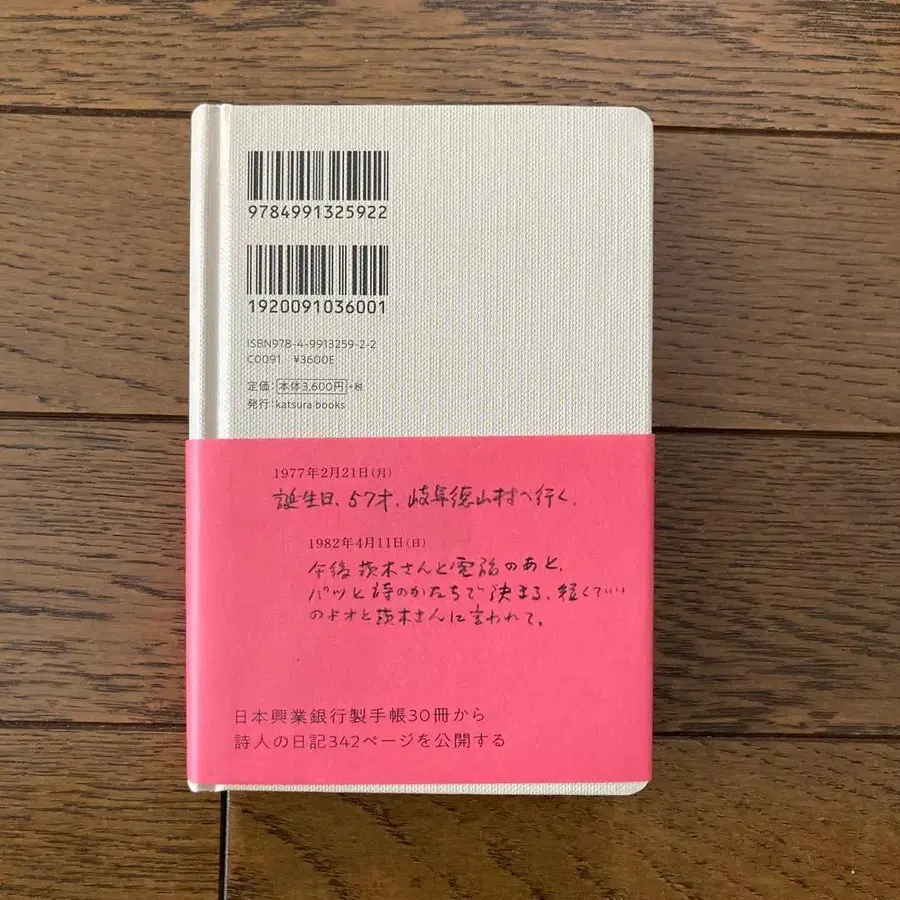 9784991325922
1920091036001
ISBN978-4-9913259-2-2
C0091 ¥3600E
定価：本体3,600円+税
発行：katsura books
1977年2月21日(月)
誕生日、57才、岐阜徳山村へ行く、
1982年4月11日(日)
午後 茨木さんと電話のあと、
パッと詩のかたちで決まる、短くていい
のよオと茨木さんに言われて。
日本興業銀行製手帳30冊から
詩人の日記342ページを公開する